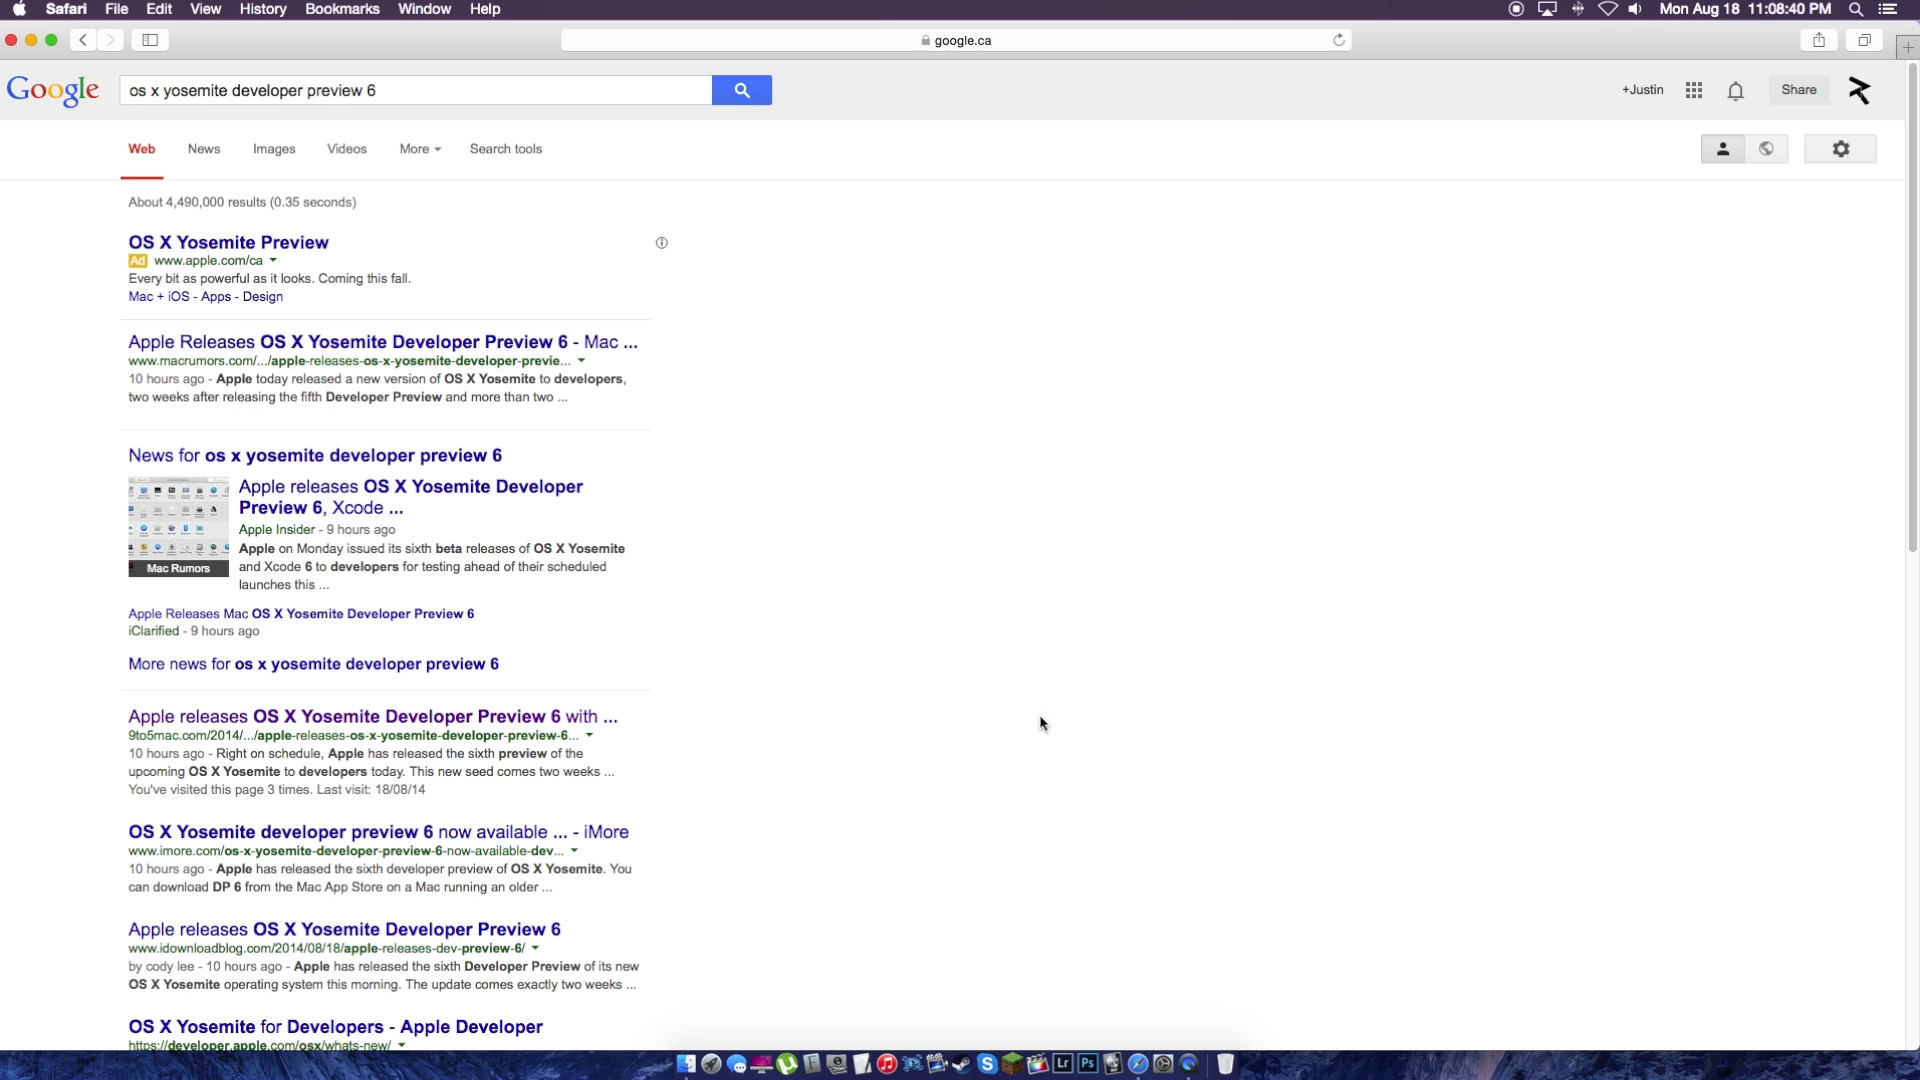 Safari File Edit View History Bookmarks Window Help
Mon Aug 18 11:08:40 PM
google.ca
Google
os x yosemite developer preview 6
+Justin
Share
Web News Images Videos More Search tools
About 4,490,000 results (0.35 seconds)
OS X Yosemite Preview
Ad www.apple.com/ca
Every bit as powerful as it looks. Coming this fall.
Mac + iOS - Apps - Design
Apple Releases OS X Yosemite Developer Preview 6 - Mac ...
www.macrumors.com/.../apple-releases-os-x-yosemite-developer-previe...
10 hours ago - Apple today released a new version of OS X Yosemite to developers,
two weeks after releasing the fifth Developer Preview and more than two ...
News for os x yosemite developer preview 6
Apple releases OS X Yosemite Developer
Preview 6, Xcode ...
Apple Insider - 9 hours ago
Apple on Monday issued its sixth beta releases of OS X Yosemite
and Xcode 6 to developers for testing ahead of their scheduled
launches this ...
Mac Rumors
Apple Releases Mac OS X Yosemite Developer Preview 6
iClarified - 9 hours ago
More news for os x yosemite developer preview 6
Apple releases OS X Yosemite Developer Preview 6 with ...
9to5mac.com/2014/.../apple-releases-os-x-yosemite-developer-preview-6...
10 hours ago - Right on schedule, Apple has released the sixth preview of the
upcoming OS X Yosemite to developers today. This new seed comes two weeks ...
You've visited this page 3 times. Last visit: 18/08/14
OS X Yosemite developer preview 6 now available ... - iMore
www.imore.com/os-x-yosemite-developer-preview-6-now-available-dev...
10 hours ago - Apple has released the sixth developer preview of OS X Yosemite. You
can download DP 6 from the Mac App Store on a Mac running an older ...
Apple releases OS X Yosemite Developer Preview 6
www.idownloadblog.com/2014/08/18/apple-releases-dev-preview-6/
by cody lee - 10 hours ago - Apple has released the sixth Developer Preview of its new
OS X Yosemite operating system this morning. The update comes exactly two weeks ...
OS X Yosemite for Developers - Apple Developer
https://developer.apple.com/osx/whats-new/
Lr Ps